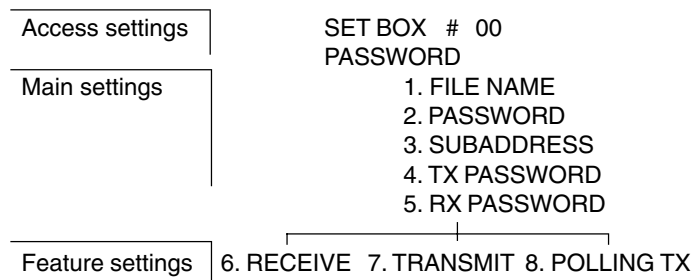 Access settings SET BOX # 00
PASSWORD
Main settings 1. FILE NAME
2. PASSWORD
3. SUBADDRESS
4. TX PASSWORD
5. RX PASSWORD
Feature settings 6. RECEIVE 7. TRANSMIT 8. POLLING TX